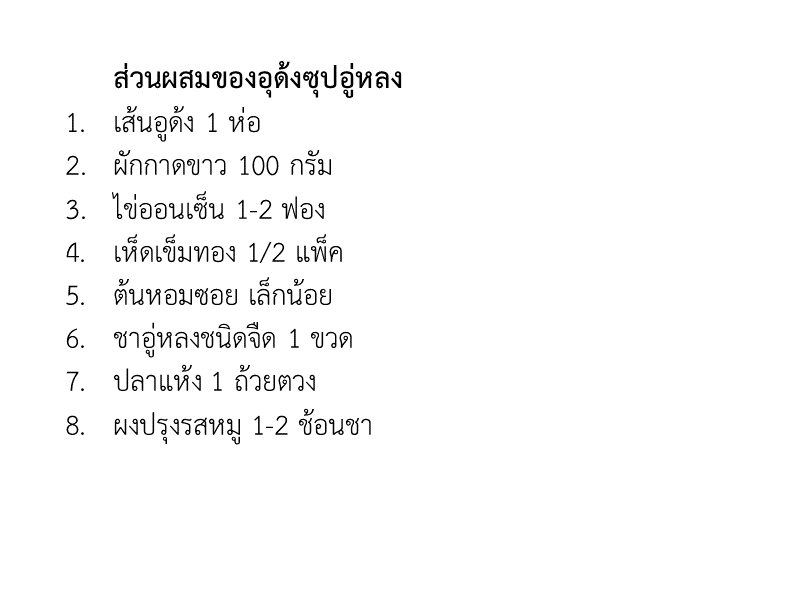 ส่วนผสมของอุด้งซุปอู่หลง
1. เส้นอูด้ง 1 ห่อ
2. ผักกาดขาว 100 กรัม
3. ไข่ออนเซ็น 1-2 ฟอง
4. เห็ดเข็มทอง 1/2 แพ็ค
5. ต้นหอมซอย เล็กน้อย
6. ชาอู่หลงชนิดจืด 1 ขวด
7. ปลาแห้ง 1 ถ้วยตวง
8. ผงปรุงรสหมู 1-2 ช้อนชา